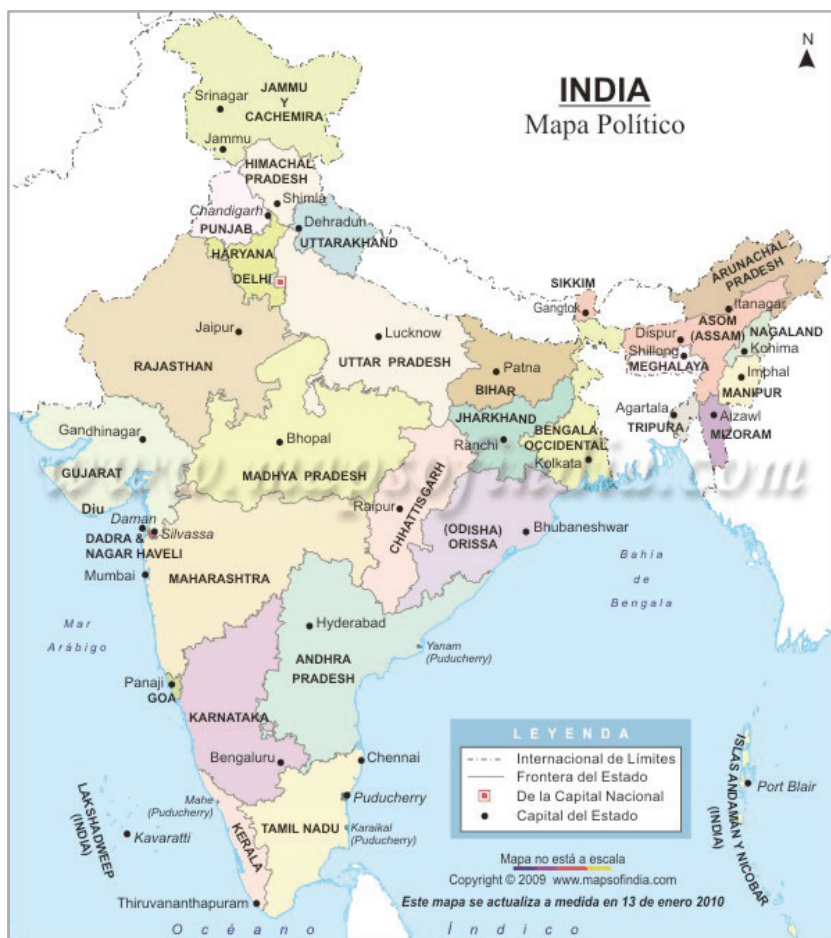 N
INDIA
Mapa Político
JAMMU
Y
CACHEMIRA
Srinagar
Jammu
HIMACHAL
PRADESH
Shimla
Chandigarh
PUNJAB
Dehradun
UTTARAKHAND
HARYANA
DELHI
ARUNACHAL
PRADESH
SIKKIM
Gangtok
Itanagar
ASOM
(ASSAM)
Dispur
NAGALAND
Shillong
Kohima
MEGHALAYA
Imphal
MANIPUR
Jaipur
RAJASTHAN
Lucknow
UTTAR PRADESH
Patna
BIHAR
JHARKHAND
Ranchi
BENGALA
OCCIDENTAL
Kolkata
Agartala
TRIPURA
Ajzawl
MIZORAM
Gandhinagar
Bhopal
MADHYA PRADESH
www.mapsofindia.com
GUJARAT
Diu
Daman
Silvassa
DADRA &
NAGAR HAVELI
Raipur
CHHATTISGARH
(ODISHA)
ORISSA
Bhubaneshwar
Mumbai
MAHARASHTRA
Bahia
de
Bengala
Mar
Arábigo
Hyderabad
ANDHRA
PRADESH
Yanam
(Puducherry)
Panaji
GOA
KARNATAKA
Bengaluru
Chennai
Mahe
(Puducherry)
Puducherry
TAMIL NADU
Karaikal
(Puducherry)
KERALA
LAKSHADWEEP
(INDIA)
Kavaratti
Thiruvananthapuram
ISLAS ANDAMÁN Y NICOBAR
(INDIA)
Port Blair
LEYENDA
Internacional de Límites
Frontera del Estado
De la Capital Nacional
Capital del Estado
Mapa no está a escala
Copyright © 2009 www.mapsofindia.com
Este mapa se actualiza a medida en 13 de enero 2010
Océano Índico